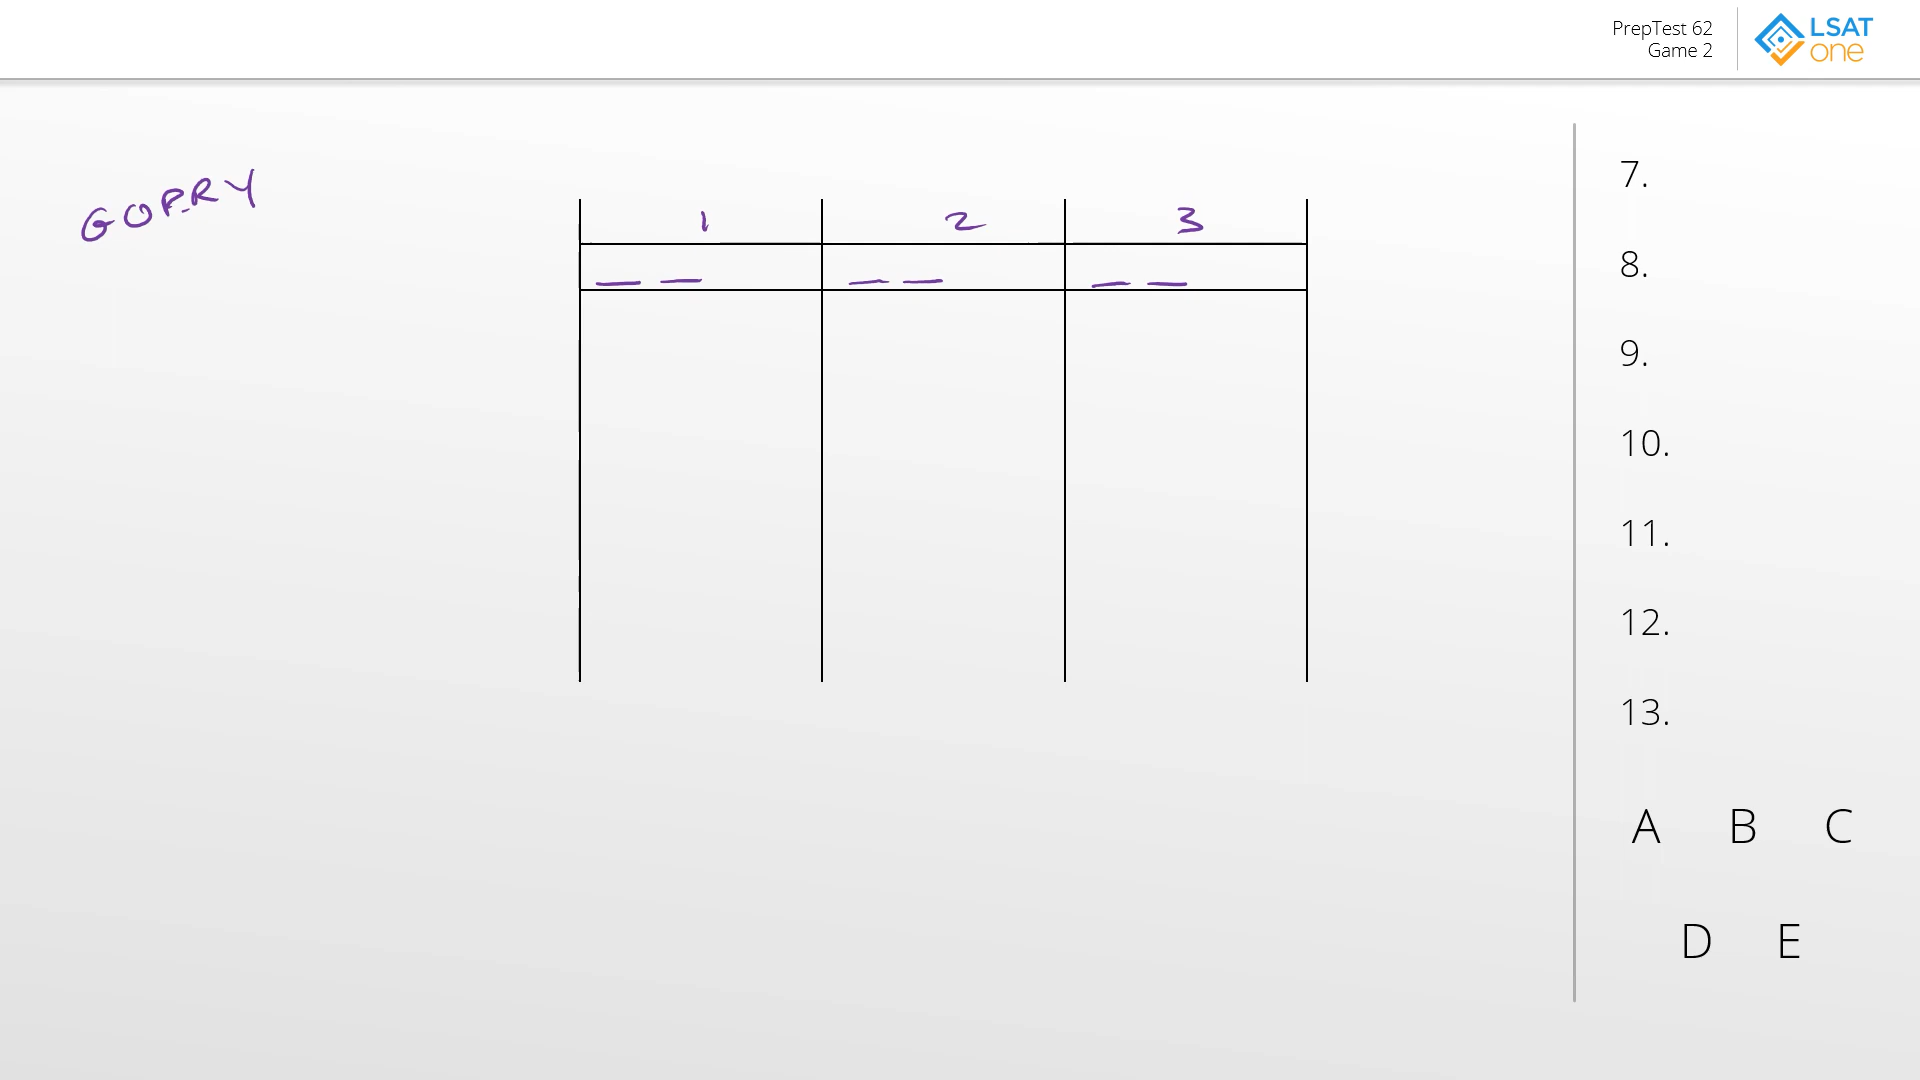 PrepTest 62
Game 2
LSAT
one
GOPRY
1 2 3
7.
8.
9.
10.
11.
12.
13.
A B C
D E